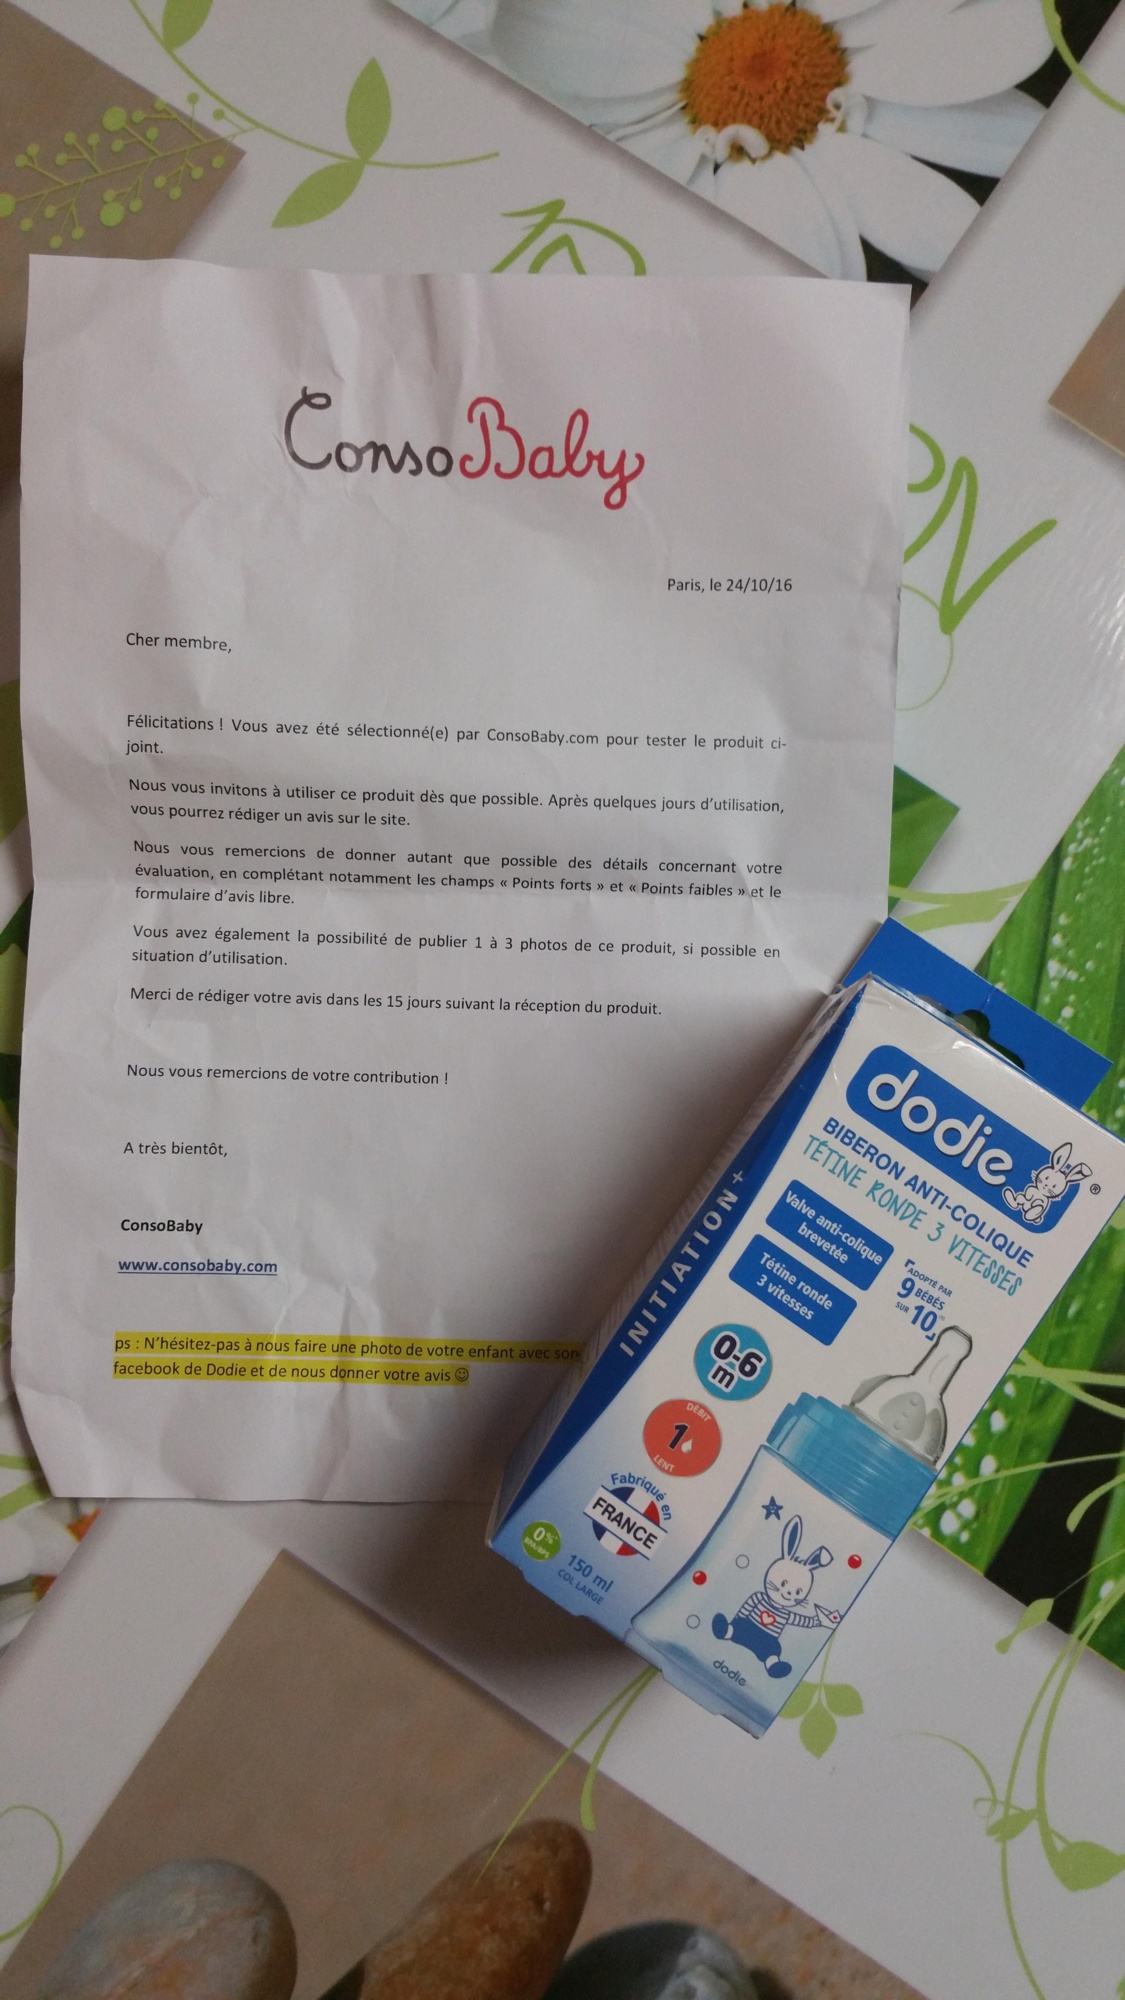 ConsoBaby
Paris, le 24/10/16
Cher membre,
Félicitations ! Vous avez été sélectionné(e) par ConsoBaby.com pour tester le produit ci-
joint.
Nous vous invitons à utiliser ce produit dès que possible. Après quelques jours d'utilisation,
vous pourrez rédiger un avis sur le site.
Nous vous remercions de donner autant que possible des détails concernant votre
évaluation, en complétant notamment les champs « Points forts » et « Points faibles » et le
formulaire d'avis libre.
Vous avez également la possibilité de publier 1 à 3 photos de ce produit, si possible en
situation d'utilisation.
Merci de rédiger votre avis dans les 15 jours suivant la réception du produit.
Nous vous remercions de votre contribution !
A très bientôt,
ConsoBaby
www.consobaby.com
ps : N'hésitez-pas à nous faire une photo de votre enfant avec son
facebook de Dodie et de nous donner votre avis ☺
dodie®
BIBERON ANTI-COLIQUE
TÉTINE RONDE 3 VITESSES
Valve anti-colique
brevetée
Tétine ronde
3 vitesses
ADOPTÉ PAR
9 BÉBÉS
SUR 10
INITIATION+
0-6
m
DÉBIT
1
LENT
Fabriqué en
FRANCE
0%
150 ml
COL LARGE
dodie